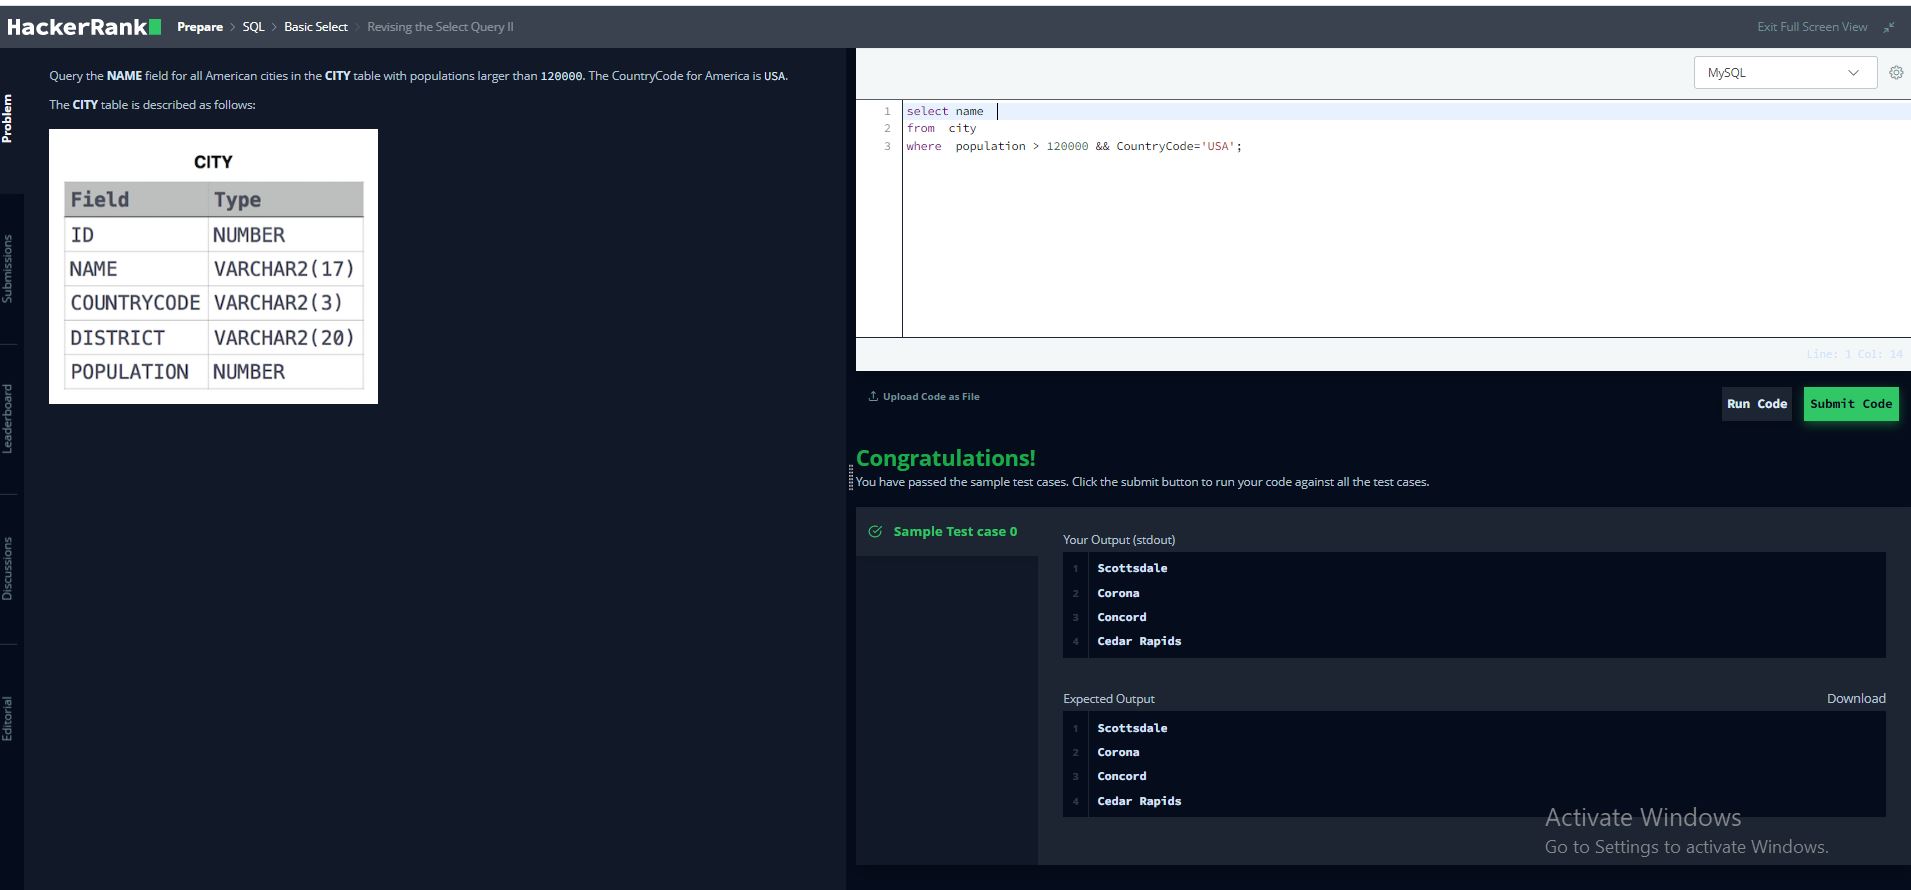 HackerRank Prepare > SQL > Basic Select > Revising the Select Query II
Exit Full Screen View
Problem
Submissions
Leaderboard
Discussions
Editorial
Query the NAME field for all American cities in the CITY table with populations larger than 120000. The CountryCode for America is USA.
The CITY table is described as follows:
CITY
Field Type
ID NUMBER
NAME VARCHAR2(17)
COUNTRYCODE VARCHAR2(3)
DISTRICT VARCHAR2(20)
POPULATION NUMBER
MySQL
1 select name
2 from city
3 where population > 120000 && CountryCode='USA';
Line: 1 Col: 14
Upload Code as File
Run Code
Submit Code
Congratulations!
You have passed the sample test cases. Click the submit button to run your code against all the test cases.
Sample Test case 0
Your Output (stdout)
1 Scottsdale
2 Corona
3 Concord
4 Cedar Rapids
Expected Output Download
1 Scottsdale
2 Corona
3 Concord
4 Cedar Rapids
Activate Windows
Go to Settings to activate Windows.